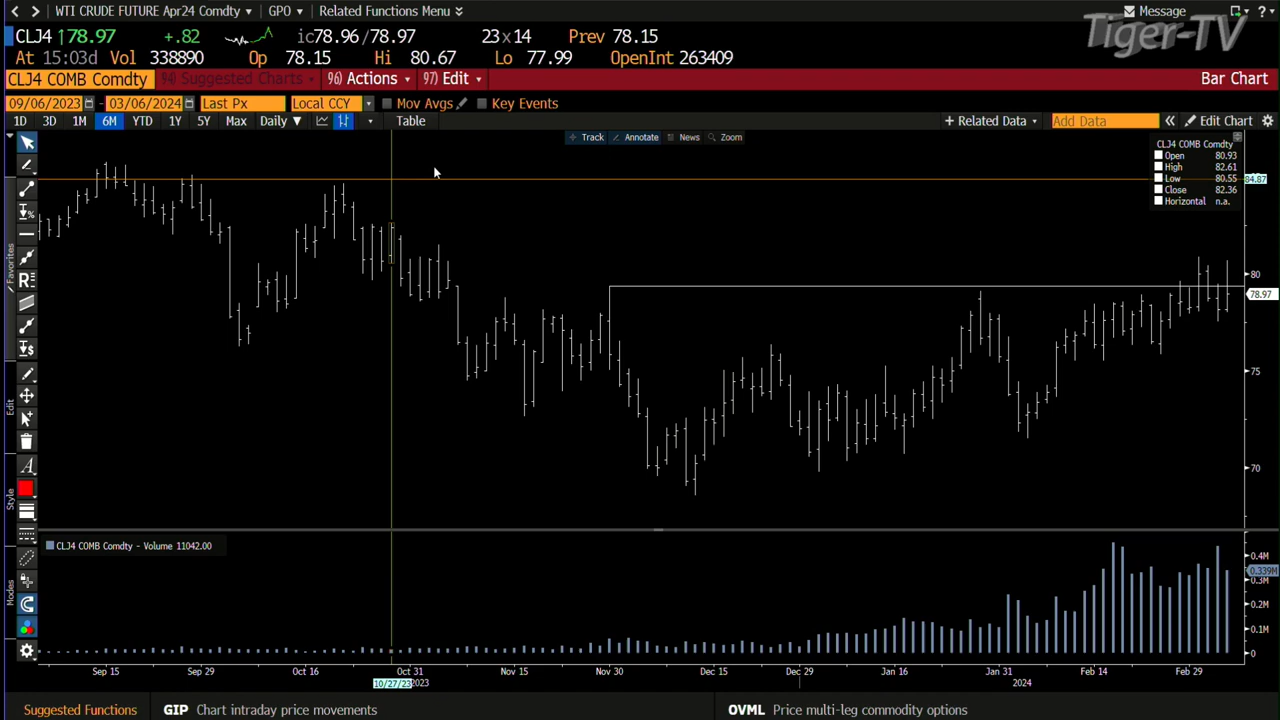 WTI CRUDE FUTURE Apr24 Comdty GPO Related Functions Menu Message
Tiger-TV
CLJ4 ↑78.97 +.82 ic78.96/78.97 23x14 Prev 78.15
At 15:03d Vol 338890 Op 78.15 Hi 80.67 Lo 77.99 OpenInt 263409
CLJ4 COMB Comdty 94) Suggested Charts 96) Actions 97) Edit Bar Chart
09/06/2023 - 03/06/2024 Last Px Local CCY Mov Avgs Key Events
1D 3D 1M 6M YTD 1Y 5Y Max Daily ▼ Table + Related Data Add Data « Edit Chart
Track Annotate News Zoom
CLJ4 COMB Comdty
Open 80.93
High 82.61
Low 80.55
Close 82.36
Horizontal n.a.
84.87
80
78.97
75
70
Favorites
Edit
Style
Modes
CLJ4 COMB Comdty - Volume 11042.00
0.4M
0.339M
0.3M
0.2M
0.1M
0
Sep 15 Sep 29 Oct 16 Oct 31 Nov 15 Nov 30 Dec 15 Dec 29 Jan 16 Jan 31 Feb 14 Feb 29
10/27/23 2023 2024
Suggested Functions GIP Chart intraday price movements OVML Price multi-leg commodity options